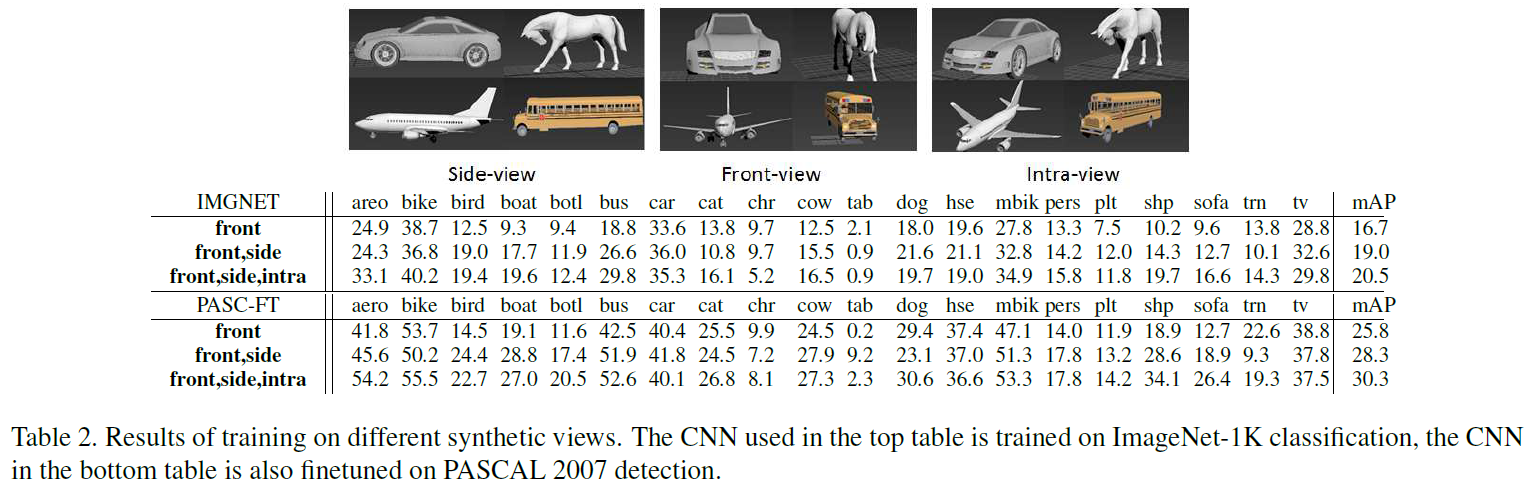 Side-view Front-view Intra-view
IMGNET areo bike bird boat botl bus car cat chr cow tab dog hse mbik pers plt shp sofa trn tv mAP
front 24.9 38.7 12.5 9.3 9.4 18.8 33.6 13.8 9.7 12.5 2.1 18.0 19.6 27.8 13.3 7.5 10.2 9.6 13.8 28.8 16.7
front,side 24.3 36.8 19.0 17.7 11.9 26.6 36.0 10.8 9.7 15.5 0.9 21.6 21.1 32.8 14.2 12.0 14.3 12.7 10.1 32.6 19.0
front,side,intra 33.1 40.2 19.4 19.6 12.4 29.8 35.3 16.1 5.2 16.5 0.9 19.7 19.0 34.9 15.8 11.8 19.7 16.6 14.3 29.8 20.5
PASC-FT aero bike bird boat botl bus car cat chr cow tab dog hse mbik pers plt shp sofa trn tv mAP
front 41.8 53.7 14.5 19.1 11.6 42.5 40.4 25.5 9.9 24.5 0.2 29.4 37.4 47.1 14.0 11.9 18.9 12.7 22.6 38.8 25.8
front,side 45.6 50.2 24.4 28.8 17.4 51.9 41.8 24.5 7.2 27.9 9.2 23.1 37.0 51.3 17.8 13.2 28.6 18.9 9.3 37.8 28.3
front,side,intra 54.2 55.5 22.7 27.0 20.5 52.6 40.1 26.8 8.1 27.3 2.3 30.6 36.6 53.3 17.8 14.2 34.1 26.4 19.3 37.5 30.3
Table 2. Results of training on different synthetic views. The CNN used in the top table is trained on ImageNet-1K classification, the CNN
in the bottom table is also finetuned on PASCAL 2007 detection.